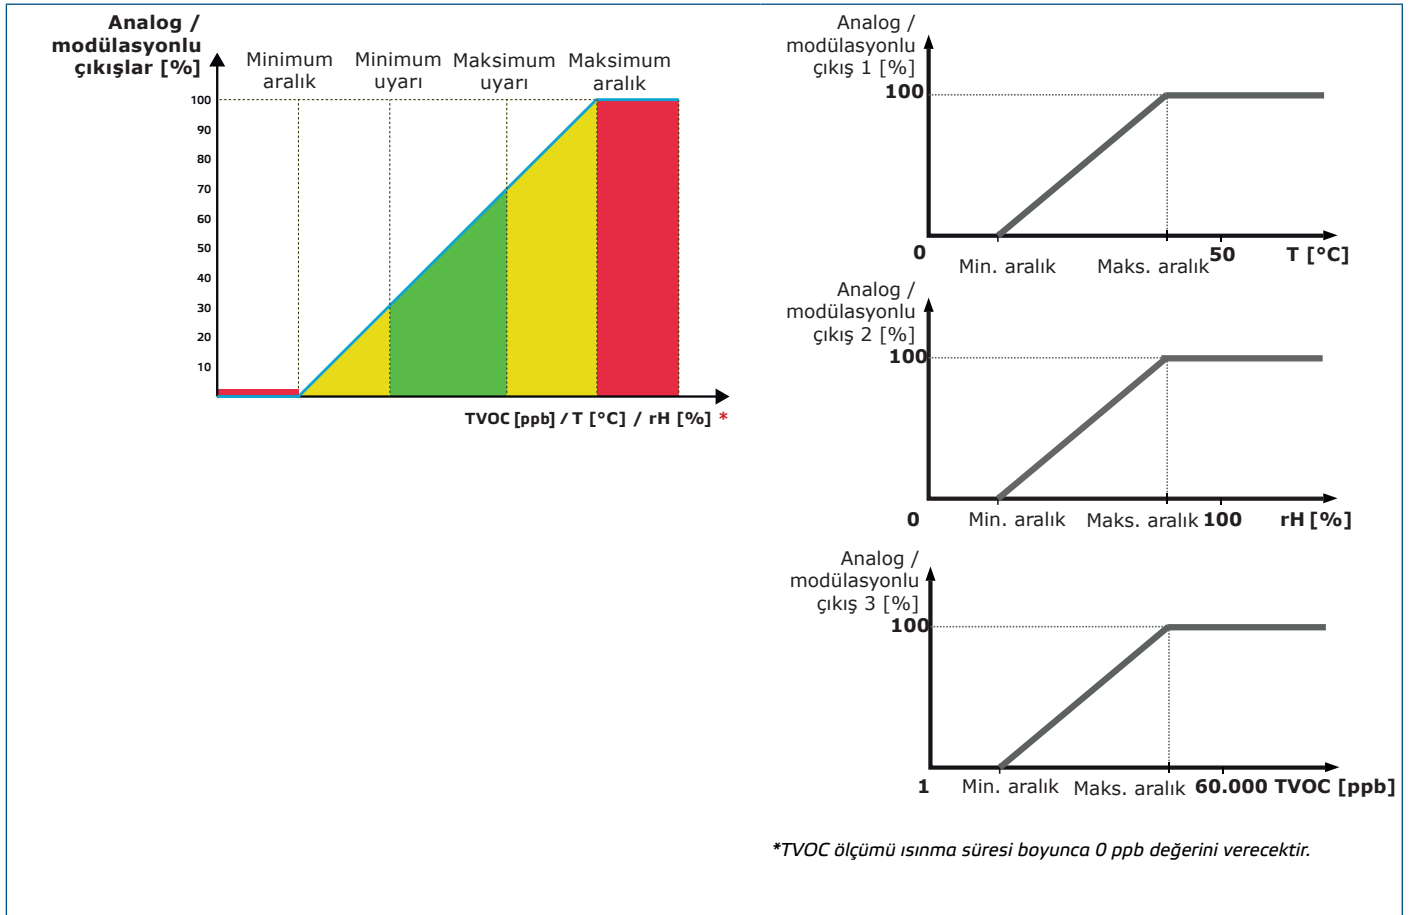 Analog /
modülasyonlu
çıkışlar [%]
Minimum
aralık
Minimum
uyarı
Maksimum
uyarı
Maksimum
aralık
100
90
80
70
60
50
40
30
20
10
TVOC [ppb] / T [°C] / rH [%] *
Analog /
modülasyonlu
çıkış 1 [%]
100
0
Min. aralık
Maks. aralık
50
T [°C]
Analog /
modülasyonlu
çıkış 2 [%]
100
0
Min. aralık
Maks. aralık
100
rH [%]
Analog /
modülasyonlu
çıkış 3 [%]
100
1
Min. aralık
Maks. aralık
60.000
TVOC [ppb]
*TVOC ölçümü ısınma süresi boyunca 0 ppb değerini verecektir.